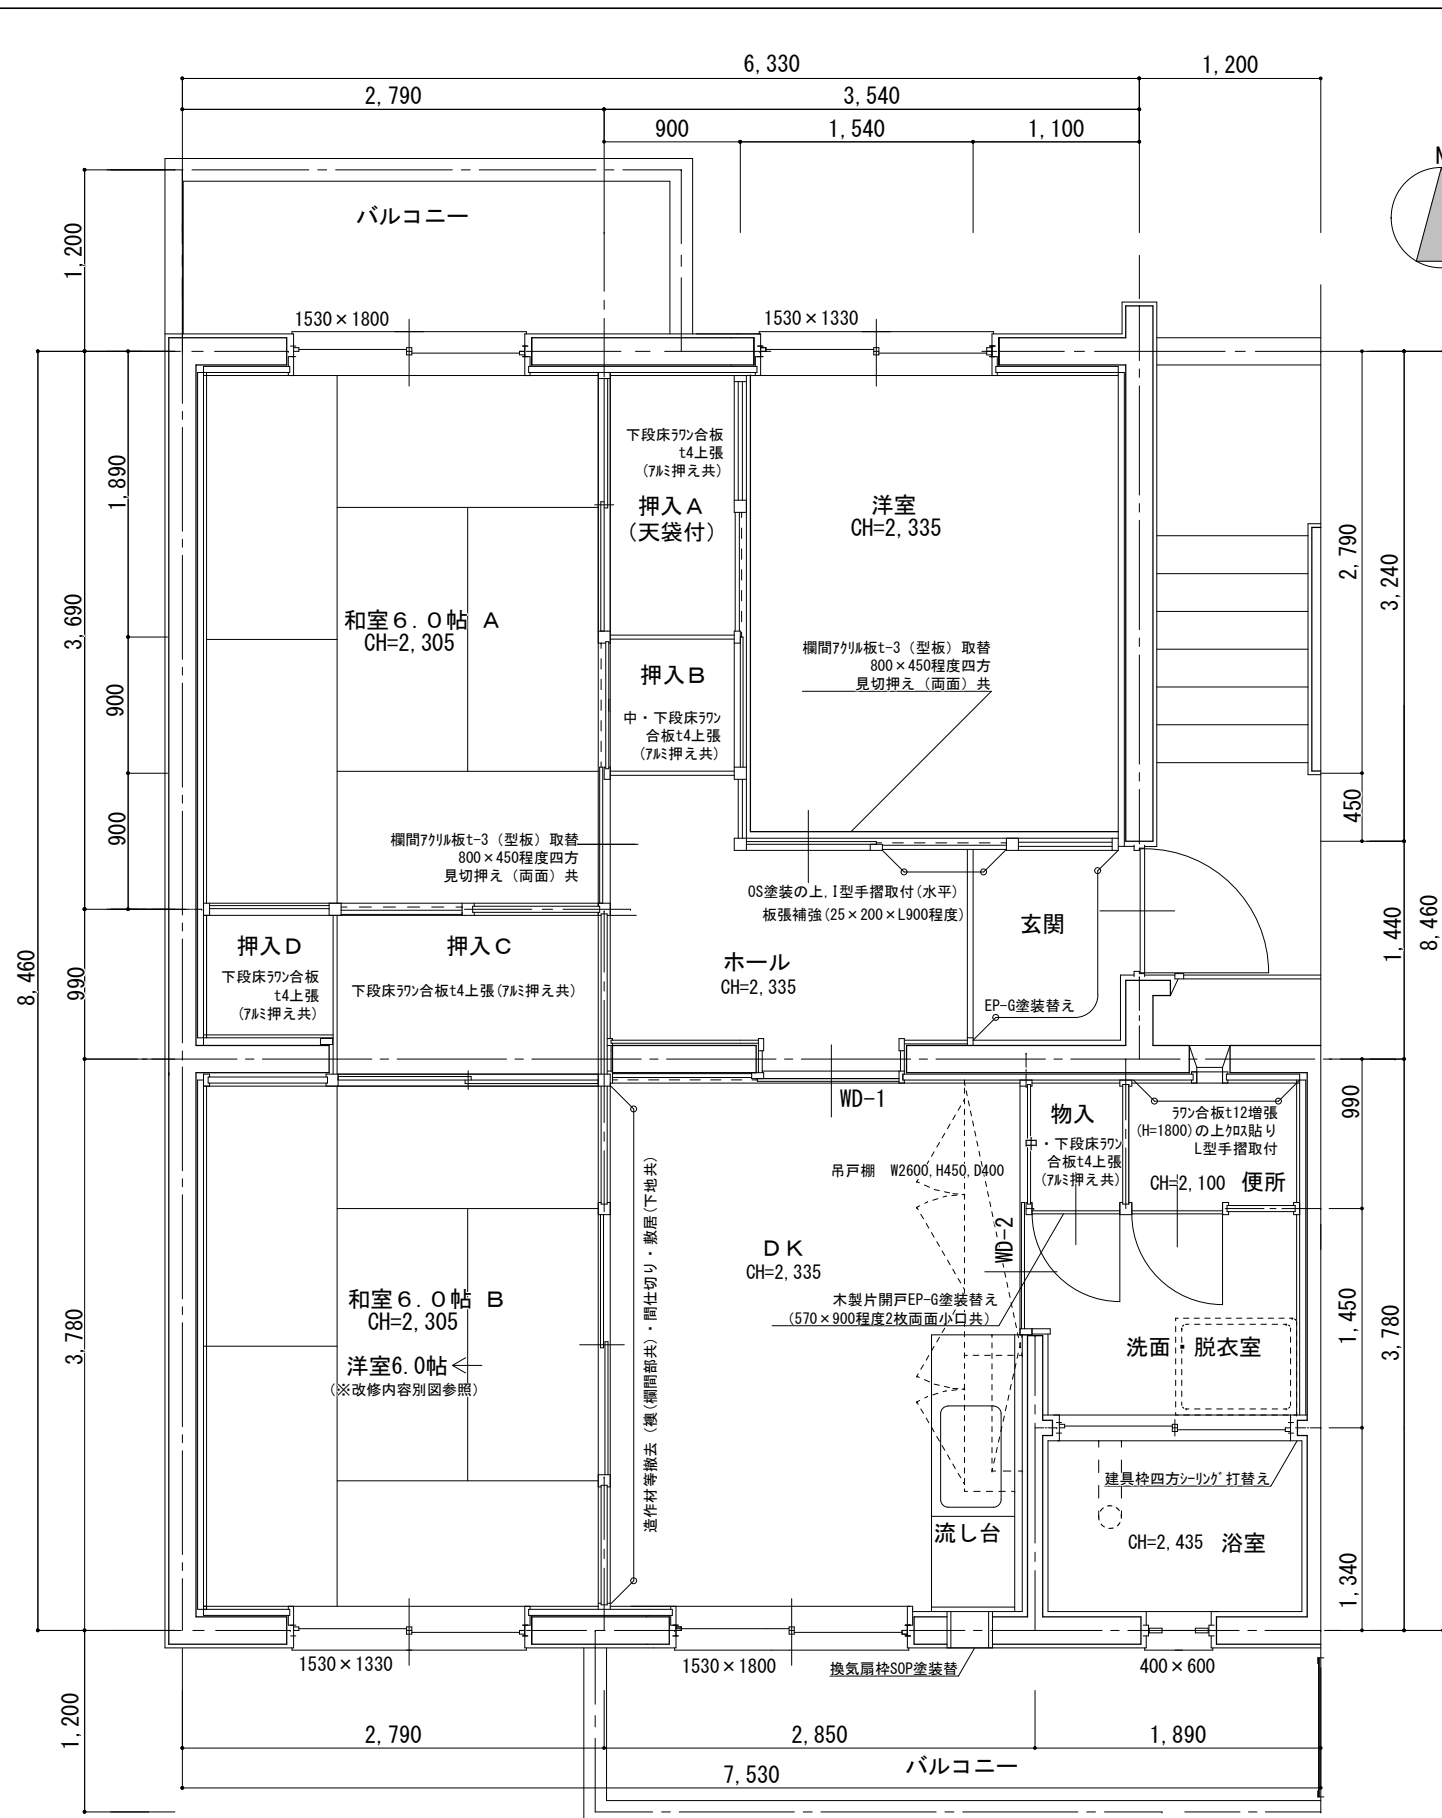 6,330
1,200
2,790
3,540
900
1,540
1,100
N
バルコニー
1,200
1530×1800
1530×1330
下段床ﾗﾜﾝ合板
t4上張
(ｱﾙﾐ押え共)
押入A
(天袋付)
洋室
CH=2,335
1,890
2,790
3,240
和室6.0帖 A
CH=2,305
3,690
欄間ｱｸﾘﾙ板t-3（型板）取替
800×450程度四方
見切押え（両面）共
押入B
中・下段床ﾗﾜﾝ
合板t4上張
(ｱﾙﾐ押え共)
900
900
450
欄間ｱｸﾘﾙ板t-3（型板）取替
800×450程度四方
見切押え（両面）共
OS塗装の上,I型手摺取付(水平)
板張補強(25×200×L900程度)
玄関
押入D
下段床ﾗﾜﾝ合板
t4上張
(ｱﾙﾐ押え共)
押入C
下段床ﾗﾜﾝ合板t4上張(ｱﾙﾐ押え共)
ホール
CH=2,335
EP-G塗装替え
8,460
990
1,440
8,460
WD-1
物入
・下段床ﾗﾜﾝ
合板t4上張
(ｱﾙﾐ押え共)
ﾗﾜﾝ合板t12増張
(H=1800)の上ｸﾛｽ貼り
L型手摺取付
CH=2,100 便所
990
吊戸棚 W2600,H450,D400
WD-2
DK
CH=2,335
木製片開戸EP-G塗装替え
(570×900程度2枚両面小口共)
造作材等撤去（襖(欄間部共)・間仕切り・敷居(下地共)
和室6.0帖 B
CH=2,305
洋室6.0帖
(※改修内容別図参照)
3,780
洗面・脱衣室
1,450
3,780
建具枠四方ｼｰﾘﾝｸﾞ打替え
流し台
CH=2,435 浴室
1,340
1530×1330
1530×1800
換気扇枠SOP塗装替
400×600
1,200
2,790
2,850
1,890
バルコニー
7,530